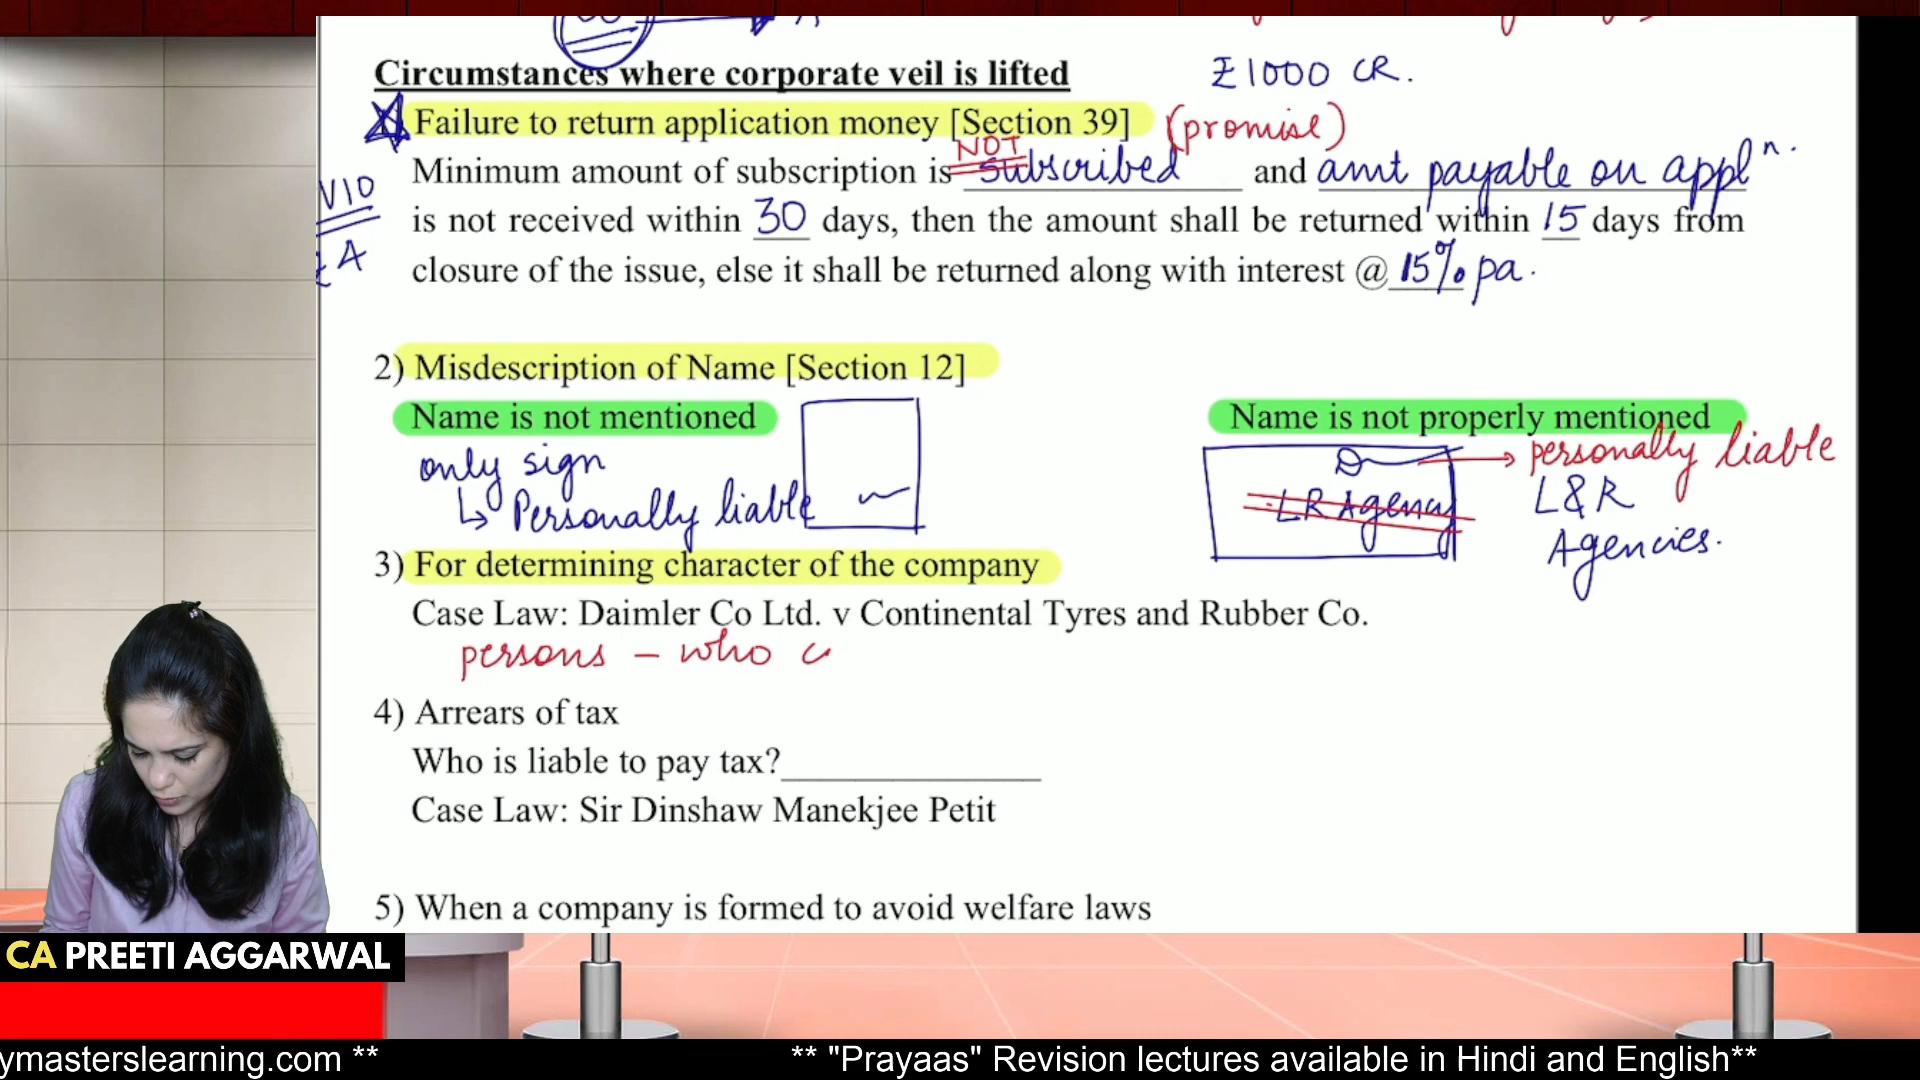 ₹1000 CR.
Circumstances where corporate veil is lifted
Failure to return application money [Section 39] (promise)
NOT
Minimum amount of subscription is subscribed and amt payable on appl n.
is not received within 30 days, then the amount shall be returned within 15 days from
closure of the issue, else it shall be returned along with interest @ 15% pa.
2) Misdescription of Name [Section 12]
Name is not mentioned
only sign
↳ Personally liable
Name is not properly mentioned
personally liable
LR Agency
L&R
Agencies.
3) For determining character of the company
Case Law: Daimler Co Ltd. v Continental Tyres and Rubber Co.
persons – who c
4) Arrears of tax
Who is liable to pay tax?
Case Law: Sir Dinshaw Manekjee Petit
5) When a company is formed to avoid welfare laws
CA PREETI AGGARWAL
ymasterslearning.com ** ** "Prayaas" Revision lectures available in Hindi and English**